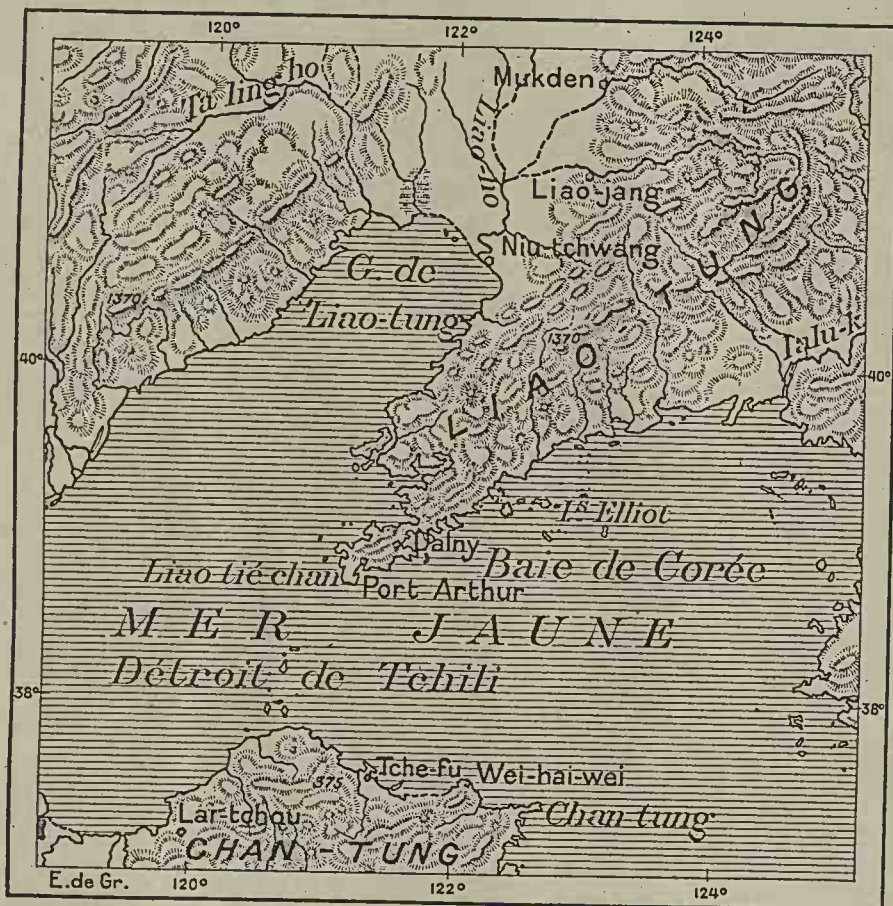 120°
122°
124°
Ta-ling ho
Mukden
Liao-ho
Liao-jang
Niu-tchwang
G. de
Liao-tung
LIAO TUNG
1370
1370
40°
40°
Is Elliot
Dalny
Baie de Corée
Liao-tié-chan
Port Arthur
MER JAUNE
Détroit de Tchili
38°
38°
375
Tche-fu
Wei-hai-wei
Lar-tchou
Chan-tung
CHAN-TUNG
E. de Gr.
120°
122°
124°